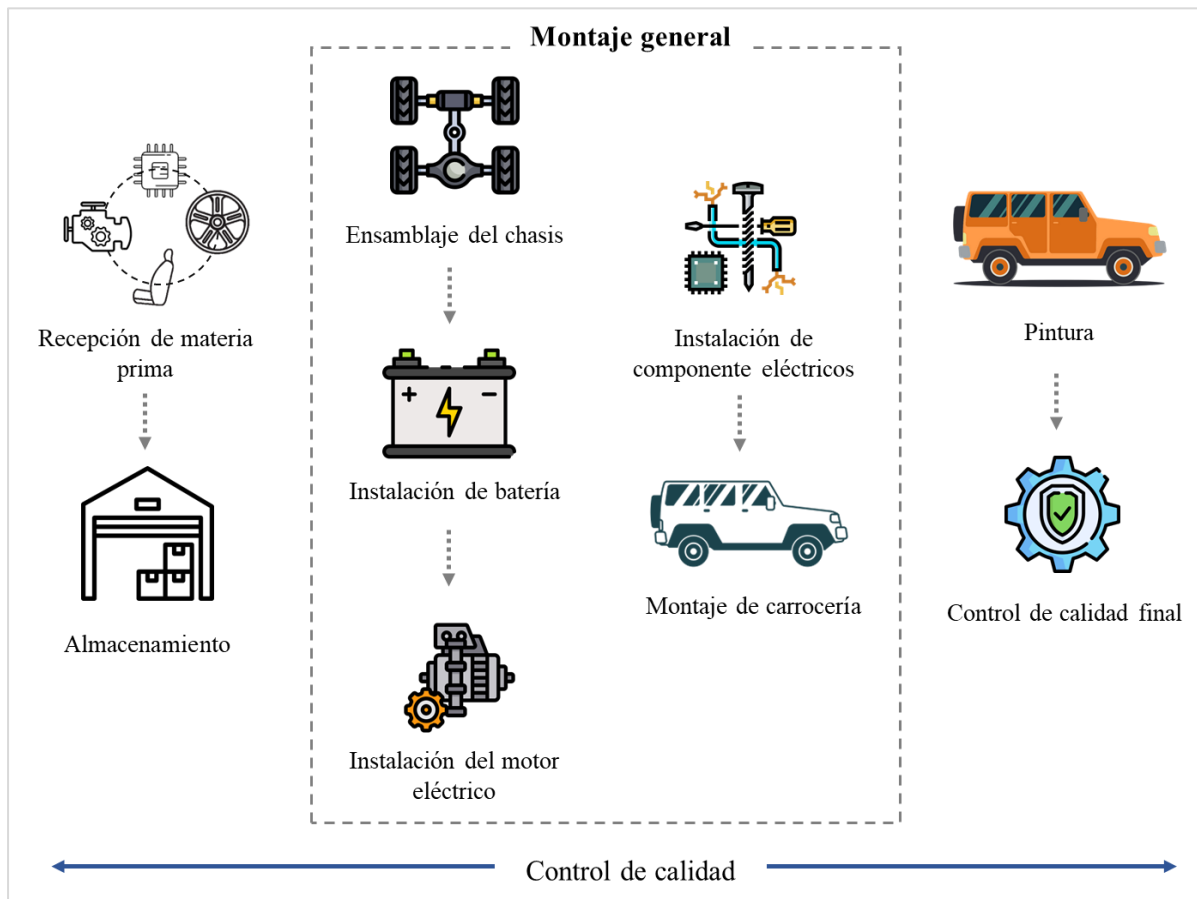 Montaje general
Recepción de materia
prima
Almacenamiento
Ensamblaje del chasis
Instalación de batería
Instalación del motor
eléctrico
Instalación de
componente eléctricos
Montaje de carrocería
Pintura
Control de calidad final
Control de calidad